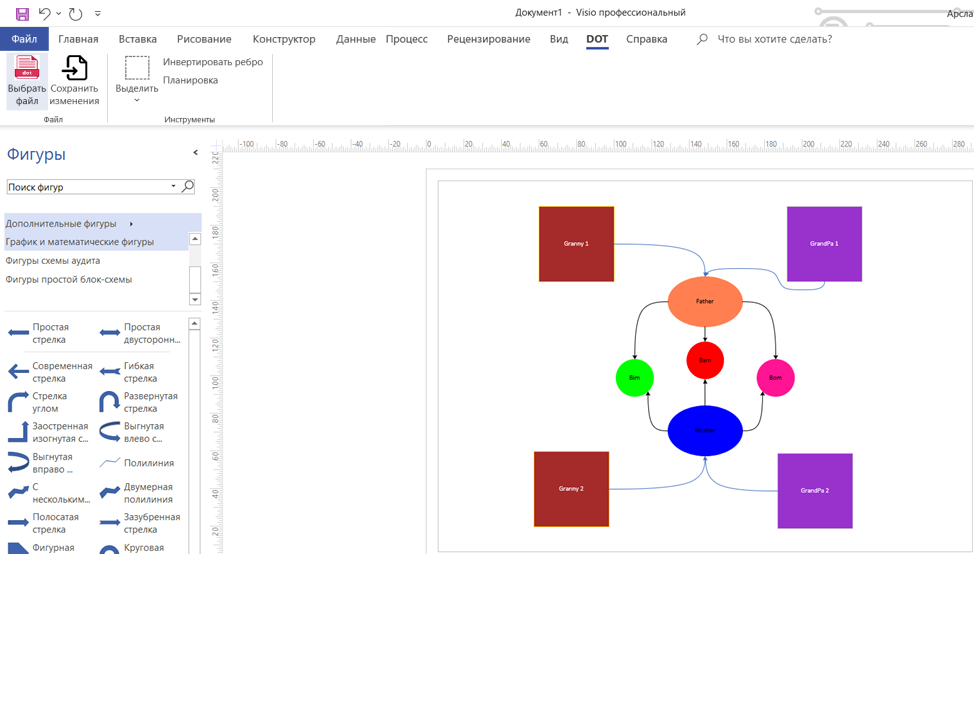 Документ1 - Visio профессиональный
Арсла
Файл Главная Вставка Рисование Конструктор Данные Процесс Рецензирование Вид DOT Справка Что вы хотите сделать?
dot
Выбрать файл
Сохранить изменения
Выделить
Инвертировать ребро
Планировка
Файл
Инструменты
-100 -80 -60 -40 -20 0 20 40 60 80 100 120 140 160 180 200 220 240 260 280
220
200
180
160
140
120
100
80
60
40
20
Фигуры
Поиск фигур
Дополнительные фигуры
График и математические фигуры
Фигуры схемы аудита
Фигуры простой блок-схемы
Простая стрелка
Простая двусторонн...
Современная стрелка
Гибкая стрелка
Стрелка углом
Развернутая стрелка
Заостренная изогнутая с...
Выгнутая влево с...
Выгнутая вправо ...
Полилиния
С нескольким...
Двумерная полилиния
Полосатая стрелка
Зазубренная стрелка
Фигурная
Круговая
Granny 1
GrandPa 1
Father
Bim
Bam
Bom
Granny 2
GrandPa 2